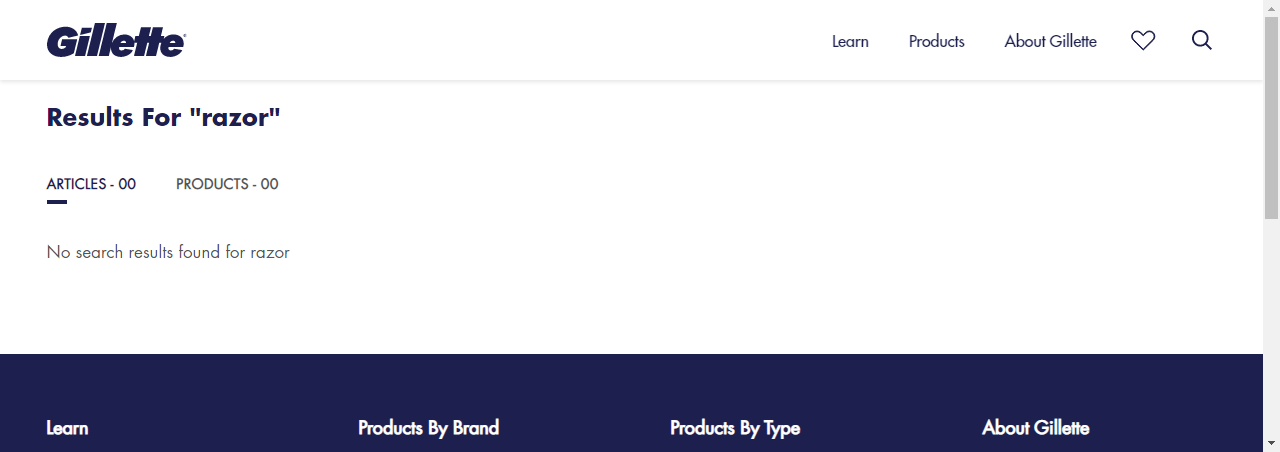 Gillette
Learn Products About Gillette
Results For "razor"
ARTICLES - 00 PRODUCTS - 00
No search results found for razor
Learn Products By Brand Products By Type About Gillette